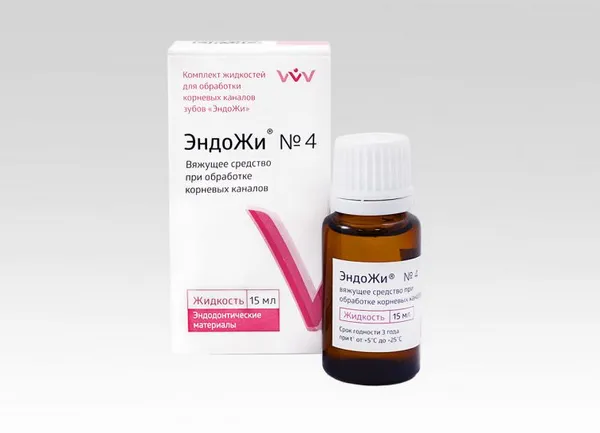 Комплект жидкостей
для обработки
корневых каналов
зубов «ЭндоЖи»
VVV
ЭндоЖи® № 4
Вяжущее средство
при обработке
корневых каналов
Жидкость 15 мл
Эндодонтические
материалы
ЭндоЖи® № 4
вяжущее средство при
обработке корневых каналов
Жидкость 15 мл
Срок годности 3 года
при t° от +5°C до +25°C